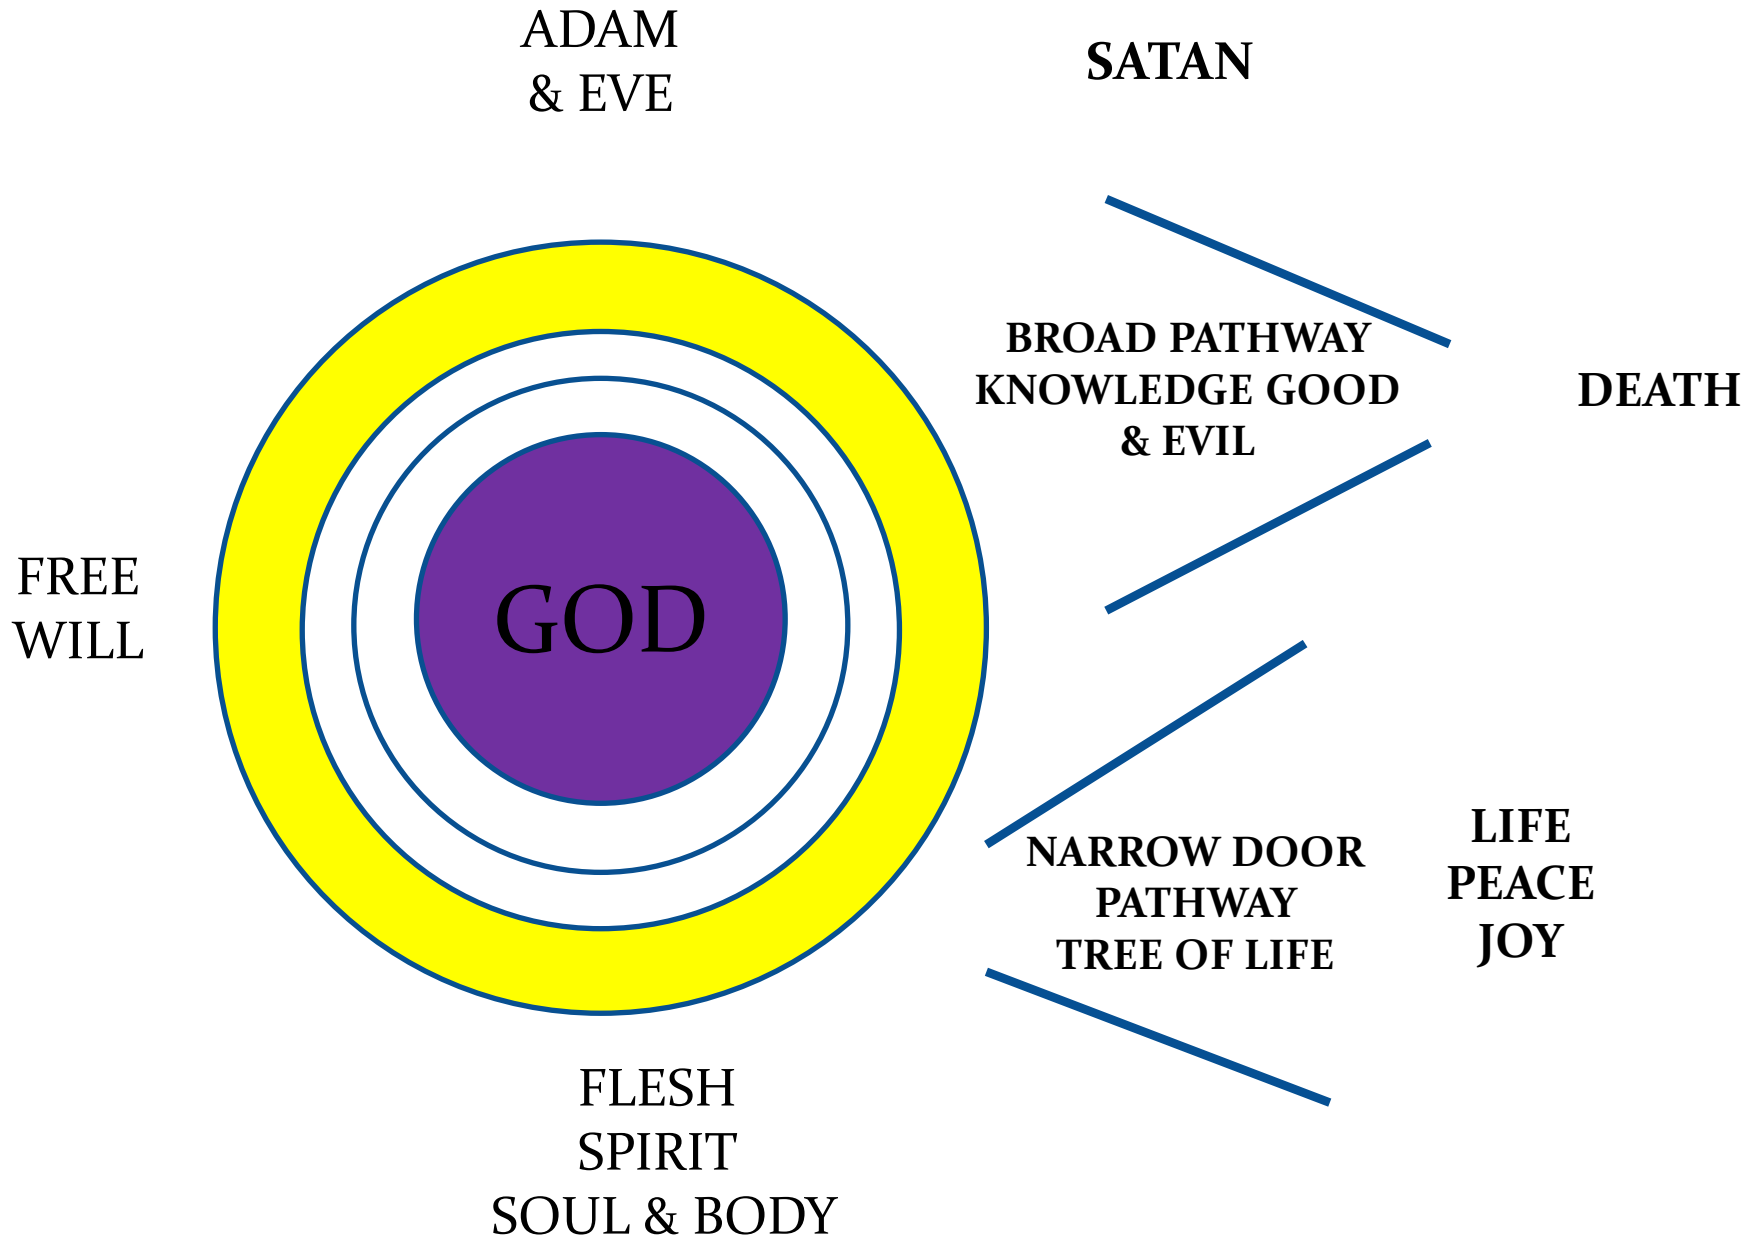 ADAM
& EVE
SATAN
BROAD PATHWAY
KNOWLEDGE GOOD
& EVIL
DEATH
FREE
WILL
GOD
NARROW DOOR
PATHWAY
TREE OF LIFE
LIFE
PEACE
JOY
FLESH
SPIRIT
SOUL & BODY